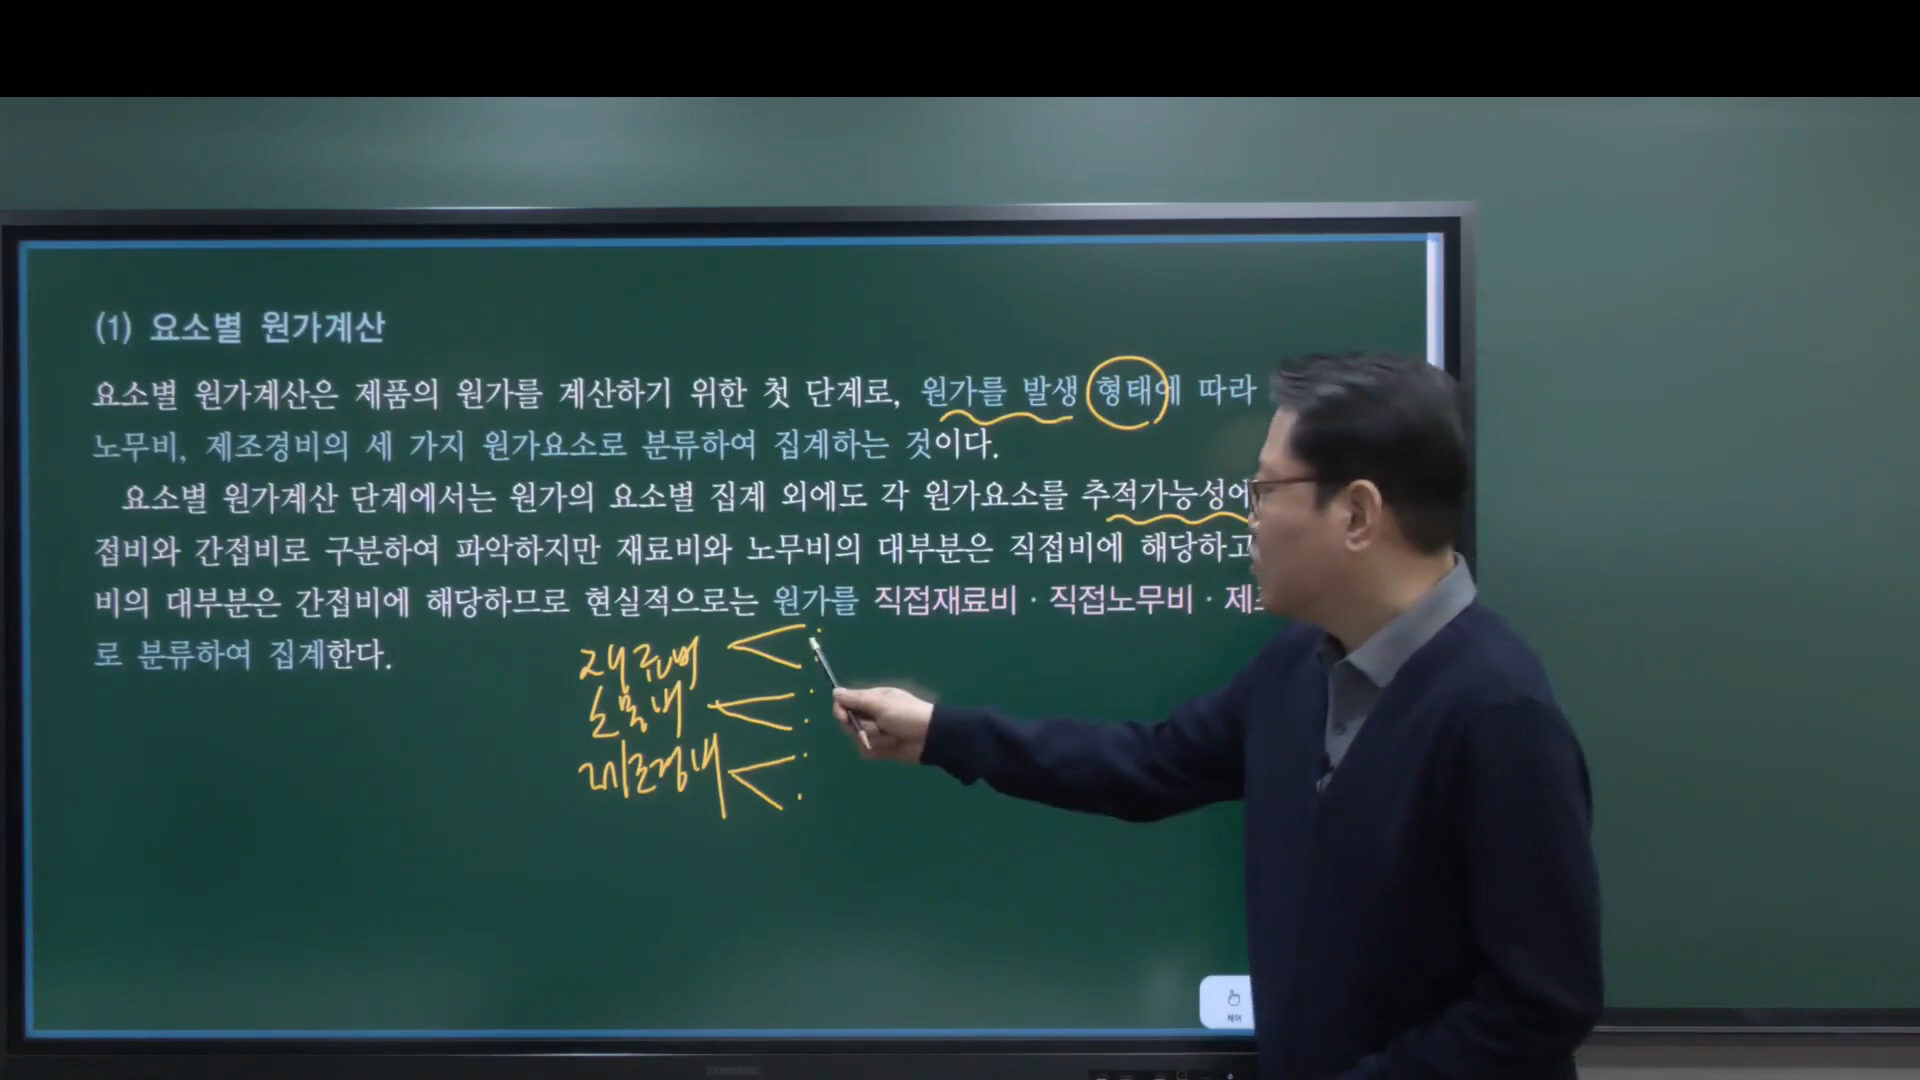 (1) 요소별 원가계산
요소별 원가계산은 제품의 원가를 계산하기 위한 첫 단계로, 원가를 발생 형태에 따라
노무비, 제조경비의 세 가지 원가요소로 분류하여 집계하는 것이다.
요소별 원가계산 단계에서는 원가의 요소별 집계 외에도 각 원가요소를 추적가능성에
접비와 간접비로 구분하여 파악하지만 재료비와 노무비의 대부분은 직접비에 해당하고
비의 대부분은 간접비에 해당하므로 현실적으로는 원가를 직접재료비 · 직접노무비 · 제
로 분류하여 집계한다.
재료비
노무비
제조경비
제어
SAMSUNG